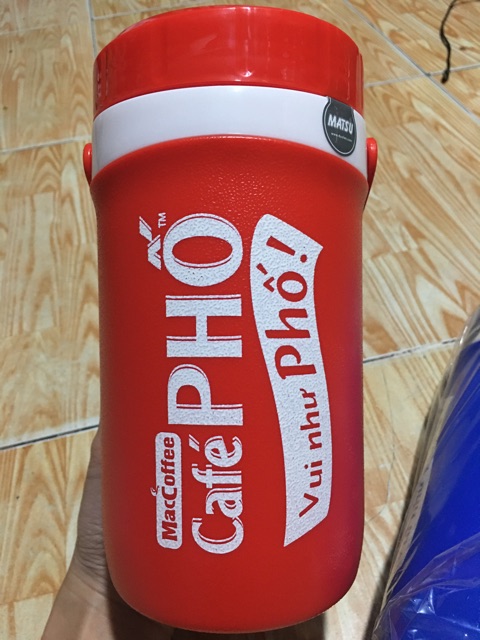 MATSU
MacCoffee
Café PHỐ™
Vui như Phố!